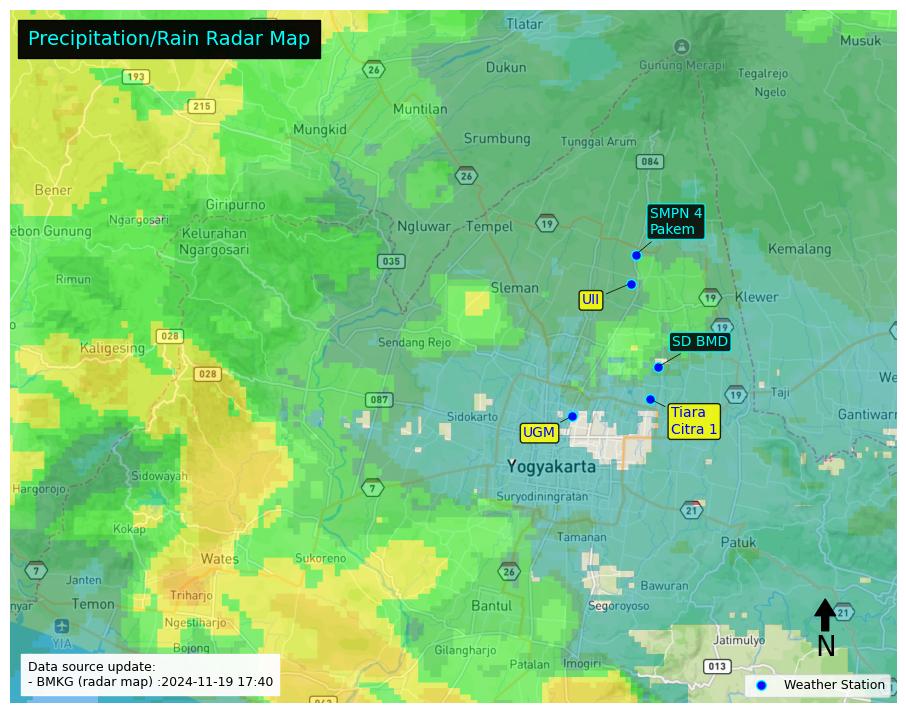 Precipitation/Rain Radar Map
Tlatar
Musuk
Gunung Merapi
193
26
Dukun
Tegalrejo
Ngelo
215
Muntilan
Mungkid
Srumbung
Tunggal Arum
084
26
Bener
Giripurno
SMPN 4
Pakem
Ngargosari
Ngluwar
Tempel
19
ebon Gunung
Kelurahan
Ngargosari
Kemalang
035
Rimun
Sleman
UII
19
Klewer
19
028
Sendang Rejo
SD BMD
Kaligesing
028
087
19
Taji
We
Sidokarto
UGM
Tiara
Citra 1
Gantiwarn
Yogyakarta
Sidowayah
Hargorojo
7
Suryodiningratan
21
Kokap
Tamanan
Patuk
Wates
Sukoreno
7
Janten
26
Bawuran
nyar
Temon
Triharjo
Bantul
Segoroyoso
21
Ngestiharjo
YIA
N
Bojong
Gilangharjo
Jatimulyo
Patalan
Imogiri
013
Data source update:
- BMKG (radar map) :2024-11-19 17:40
Weather Station